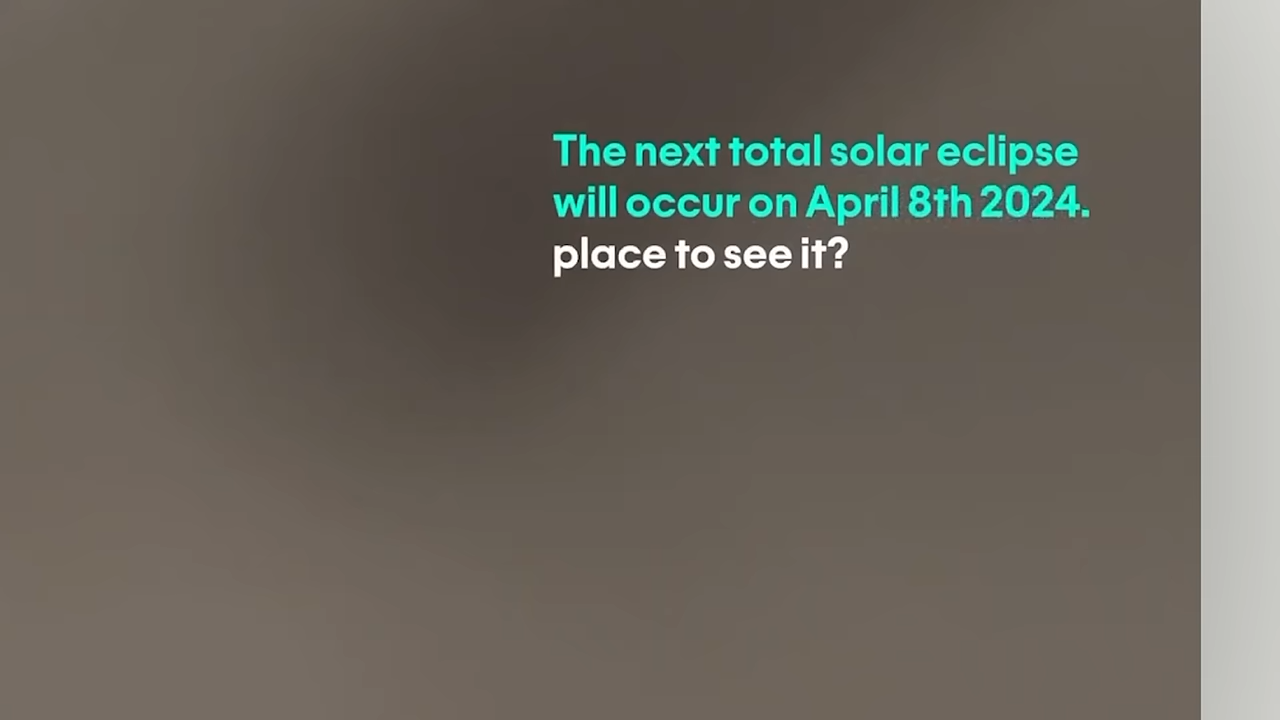 The next total solar eclipse
will occur on April 8th 2024.
place to see it?